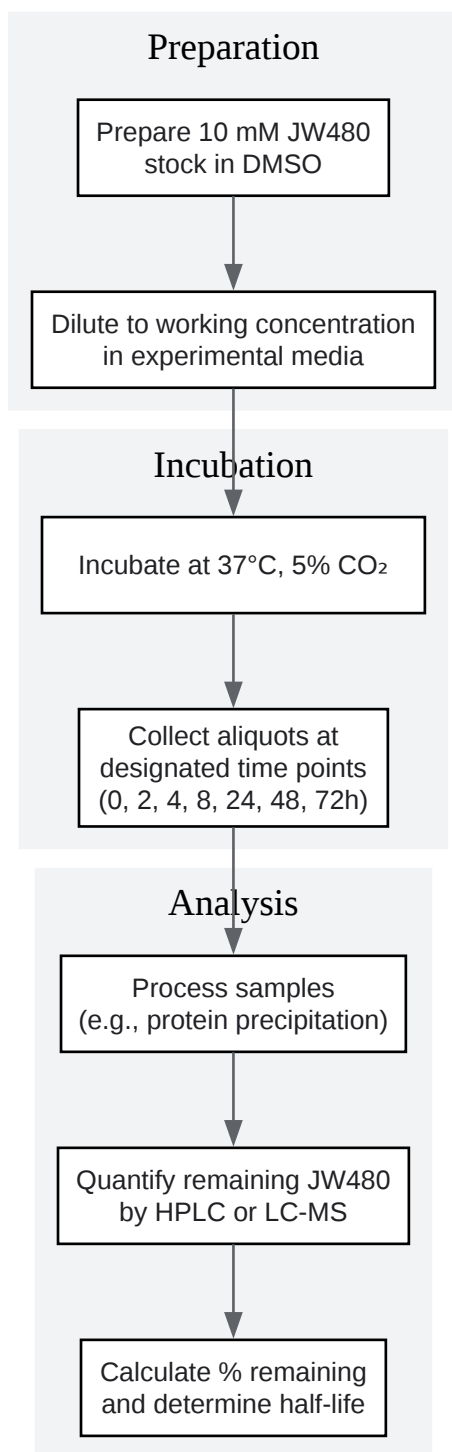 Preparation
Prepare 10 mM JW480
stock in DMSO
Dilute to working concentration
in experimental media
Incubation
Incubate at 37°C, 5% CO₂
Collect aliquots at
designated time points
(0, 2, 4, 8, 24, 48, 72h)
Analysis
Process samples
(e.g., protein precipitation)
Quantify remaining JW480
by HPLC or LC-MS
Calculate % remaining
and determine half-life